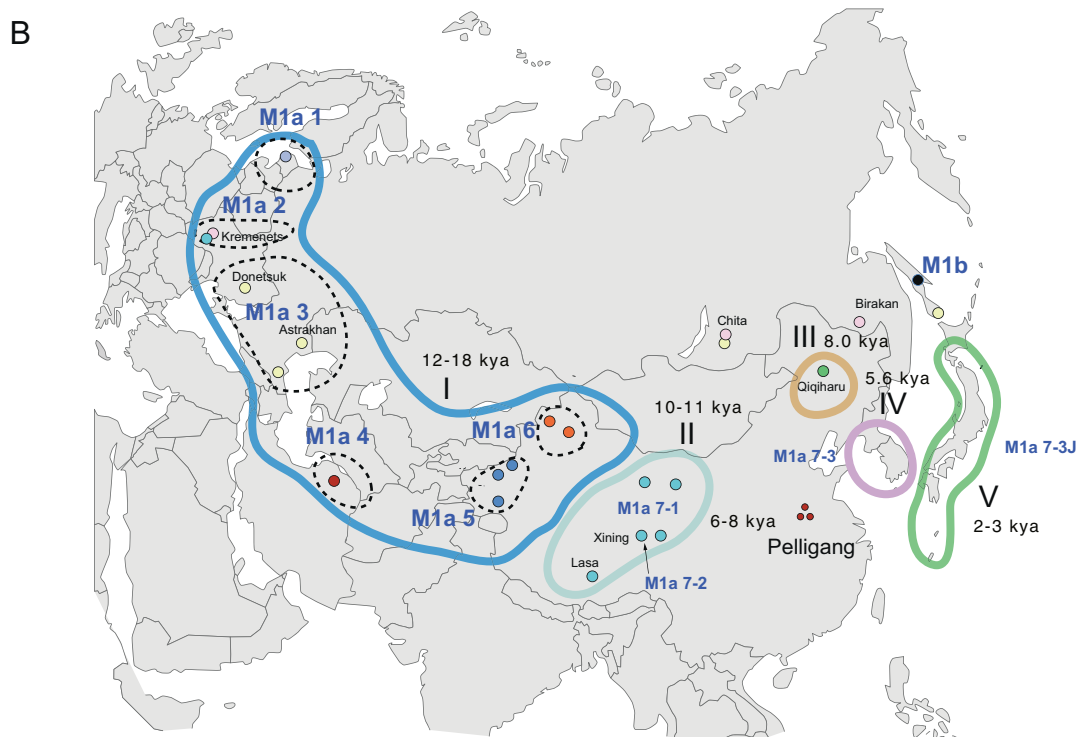 B
M1a 1
M1a 2
Kremenets
Donetsuk
M1b
M1a 3
Astrakhan
Birakan
Chita
III 8.0 kya
12-18 kya
I
Qiqiharu
5.6 kya
IV
10-11 kya
II
M1a 4
M1a 6
M1a 7-3
M1a 7-3J
M1a 5
M1a 7-1
V
6-8 kya
2-3 kya
Xining
Pelligang
Lasa
M1a 7-2